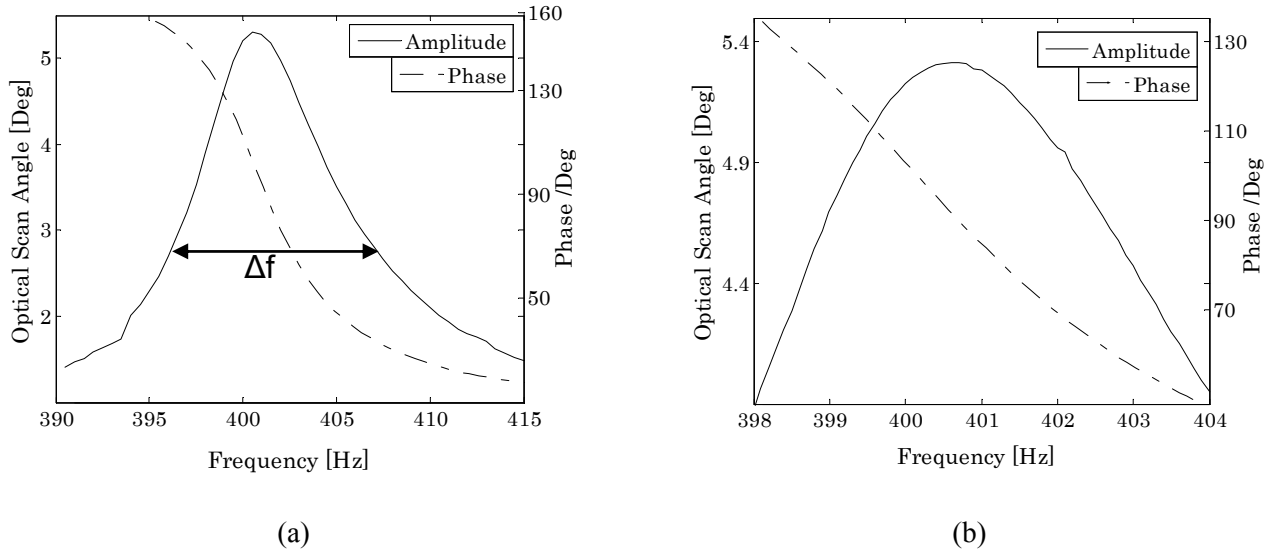 160
5
Amplitude
Phase
130
4
90
3
Δf
50
2
390
395
400
405
410
415
Optical Scan Angle [Deg]
Phase /Deg
Frequency [Hz]
(a)
5.4
Amplitude
130
Phase
110
4.9
90
4.4
70
398
399
400
401
402
403
404
Optical Scan Angle [Deg]
Phase /Deg
Frequency [Hz]
(b)